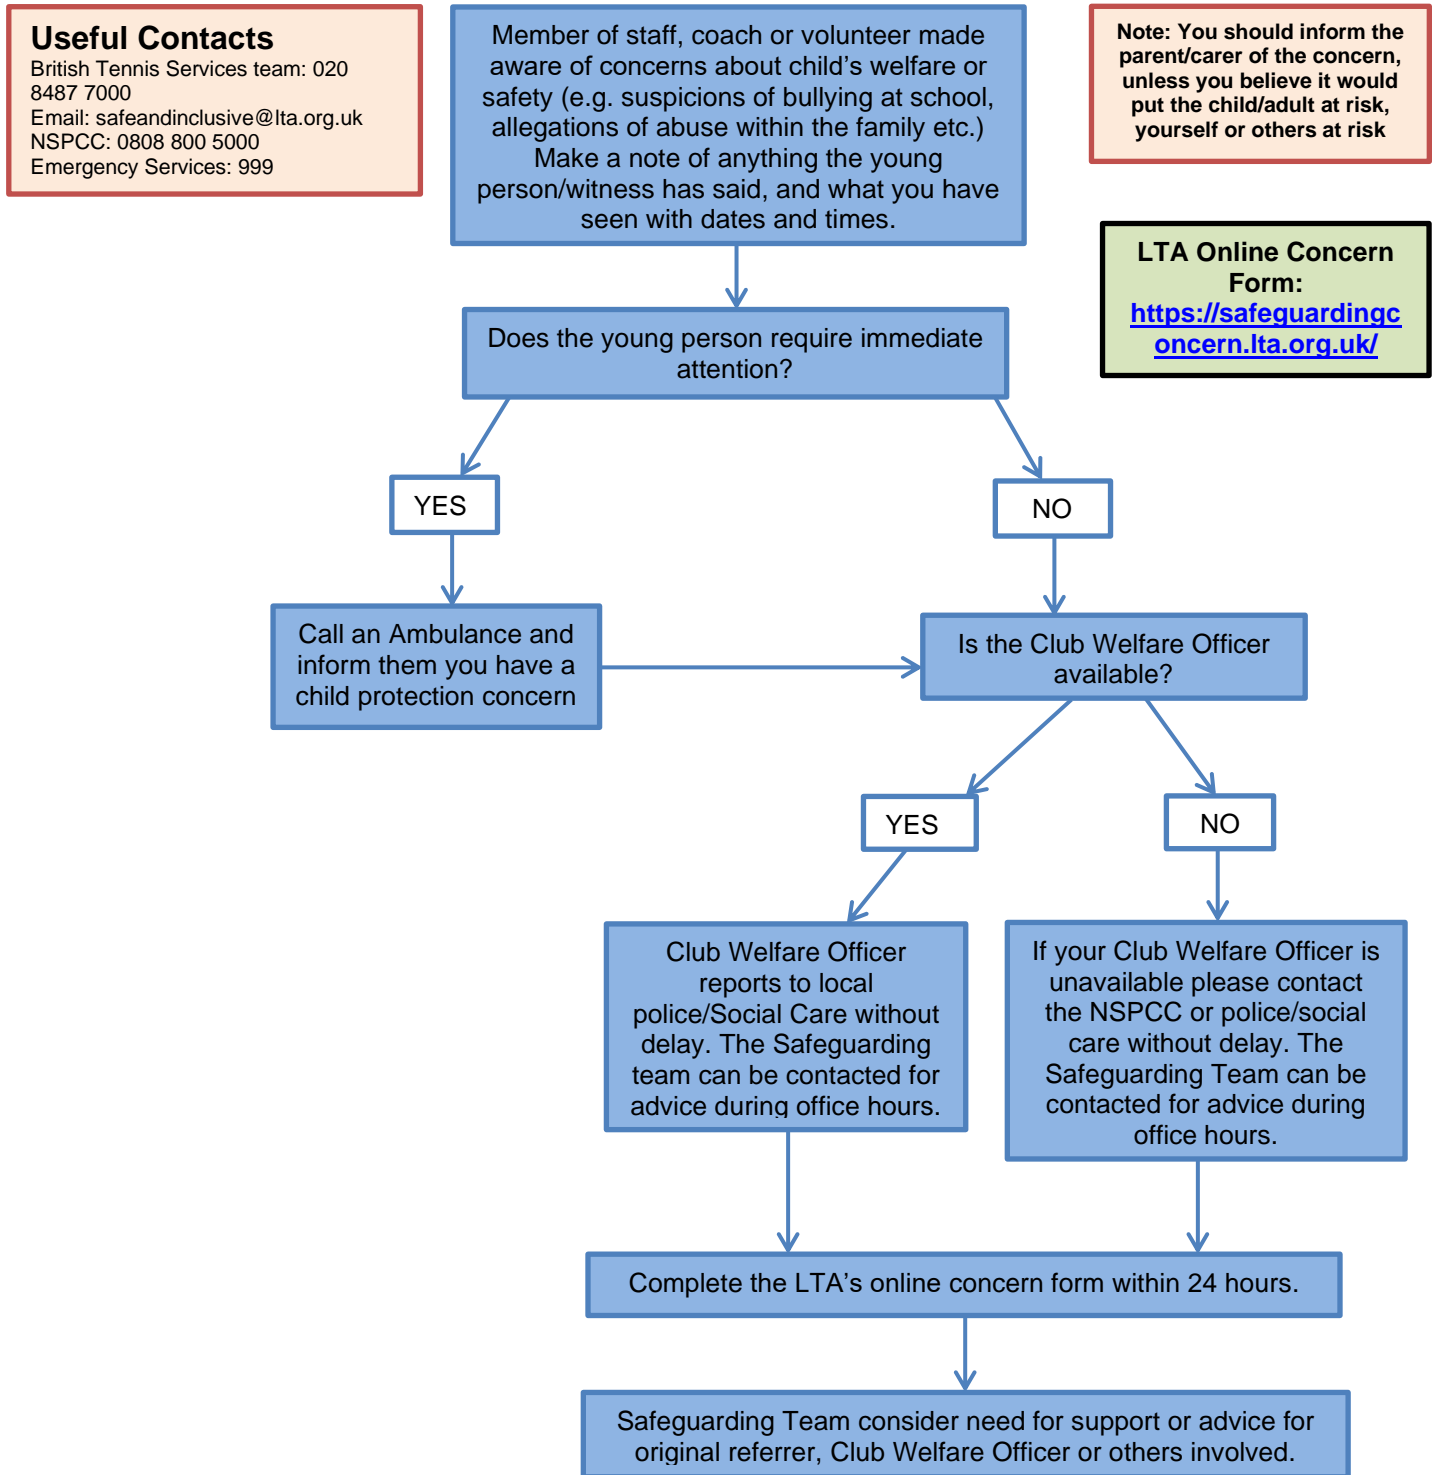 Useful Contacts
British Tennis Services team: 020
8487 7000
Email: safeandinclusive@lta.org.uk
NSPCC: 0808 800 5000
Emergency Services: 999
Member of staff, coach or volunteer made
aware of concerns about child’s welfare or
safety (e.g. suspicions of bullying at school,
allegations of abuse within the family etc.)
Make a note of anything the young
person/witness has said, and what you have
seen with dates and times.
Note: You should inform the
parent/carer of the concern,
unless you believe it would
put the child/adult at risk,
yourself or others at risk
LTA Online Concern
Form:
https://safeguardingc
oncern.lta.org.uk/
Does the young person require immediate
attention?
YES
NO
Call an Ambulance and
inform them you have a
child protection concern
Is the Club Welfare Officer
available?
YES
NO
Club Welfare Officer
reports to local
police/Social Care without
delay. The Safeguarding
team can be contacted for
advice during office hours.
If your Club Welfare Officer is
unavailable please contact
the NSPCC or police/social
care without delay. The
Safeguarding Team can be
contacted for advice during
office hours.
Complete the LTA’s online concern form within 24 hours.
Safeguarding Team consider need for support or advice for
original referrer, Club Welfare Officer or others involved.